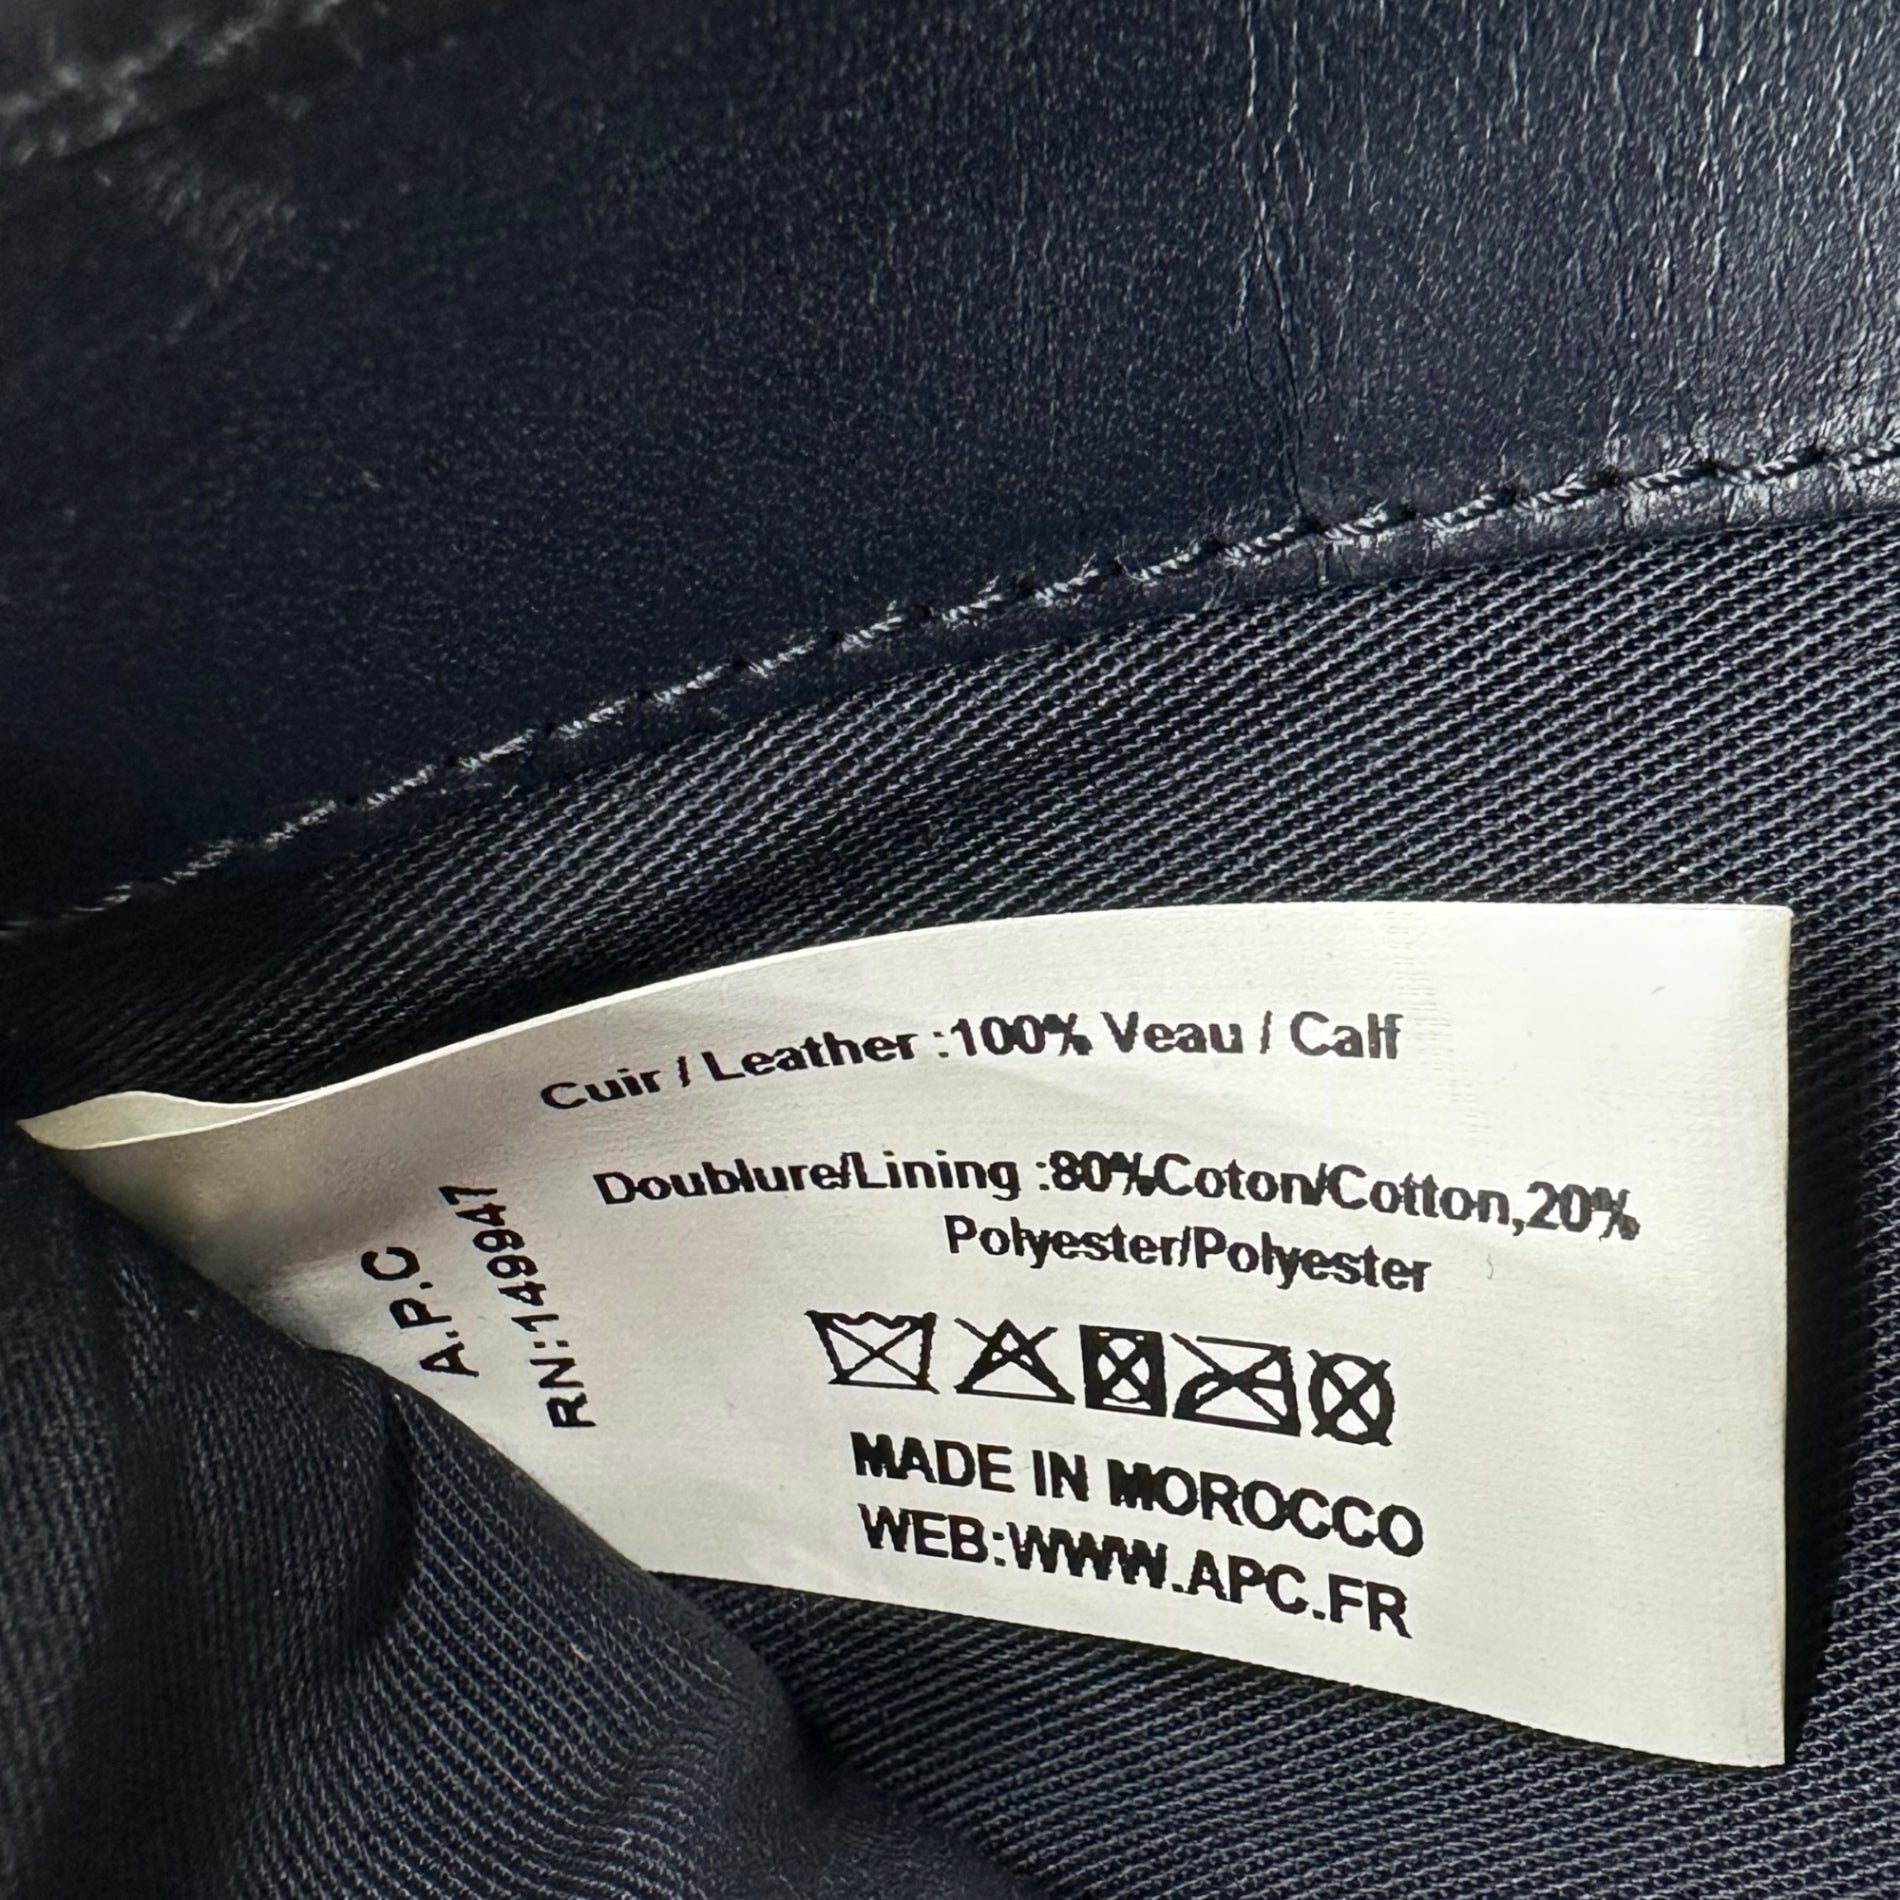 Cuir / Leather :100% Veau / Calf
Doublure/Lining :80%Coton/Cotton,20%
Polyester/Polyester
MADE IN MOROCCO
WEB:WWW.APC.FR
A.P.C
RN:149947